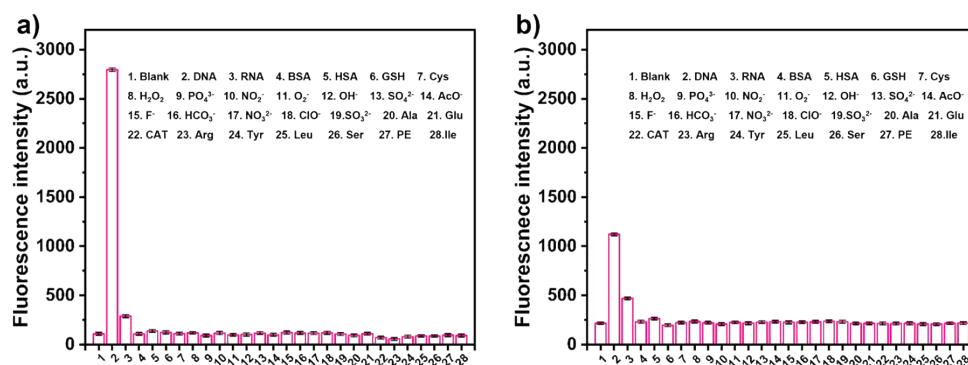 a)
Fluorescence intensity (a.u.)
3000
2500
2000
1500
1000
500
0
1. Blank 2. DNA 3. RNA 4. BSA 5. HSA 6. GSH 7. Cys
8. H₂O₂ 9. PO₄³⁻ 10. NO₂⁻ 11. O₂⁻ 12. OH⁻ 13. SO₄²⁻ 14. AcO⁻
15. F⁻ 16. HCO₃⁻ 17. NO₃²⁻ 18. ClO⁻ 19.SO₃²⁻ 20. Ala 21. Glu
22. CAT 23. Arg 24. Tyr 25. Leu 26. Ser 27. PE 28.Ile
1 2 3 4 5 6 7 8 9 10 11 12 13 14 15 16 17 18 19 20 21 22 23 24 25 26 27 28
b)
Fluorescnece intensity (a.u.)
3000
2500
2000
1500
1000
500
0
1. Blank 2. DNA 3. RNA 4. BSA 5. HSA 6. GSH 7. Cys
8. H₂O₂ 9. PO₄³⁻ 10. NO₂⁻ 11. O₂⁻ 12. OH⁻ 13. SO₄²⁻ 14. AcO⁻
15. F⁻ 16. HCO₃⁻ 17. NO₃²⁻ 18. ClO⁻ 19.SO₃²⁻ 20. Ala 21. Glu
22. CAT 23. Arg 24. Tyr 25. Leu 26. Ser 27. PE 28.Ile
1 2 3 4 5 6 7 8 9 10 11 12 13 14 15 16 17 18 19 20 21 22 23 24 25 26 27 28